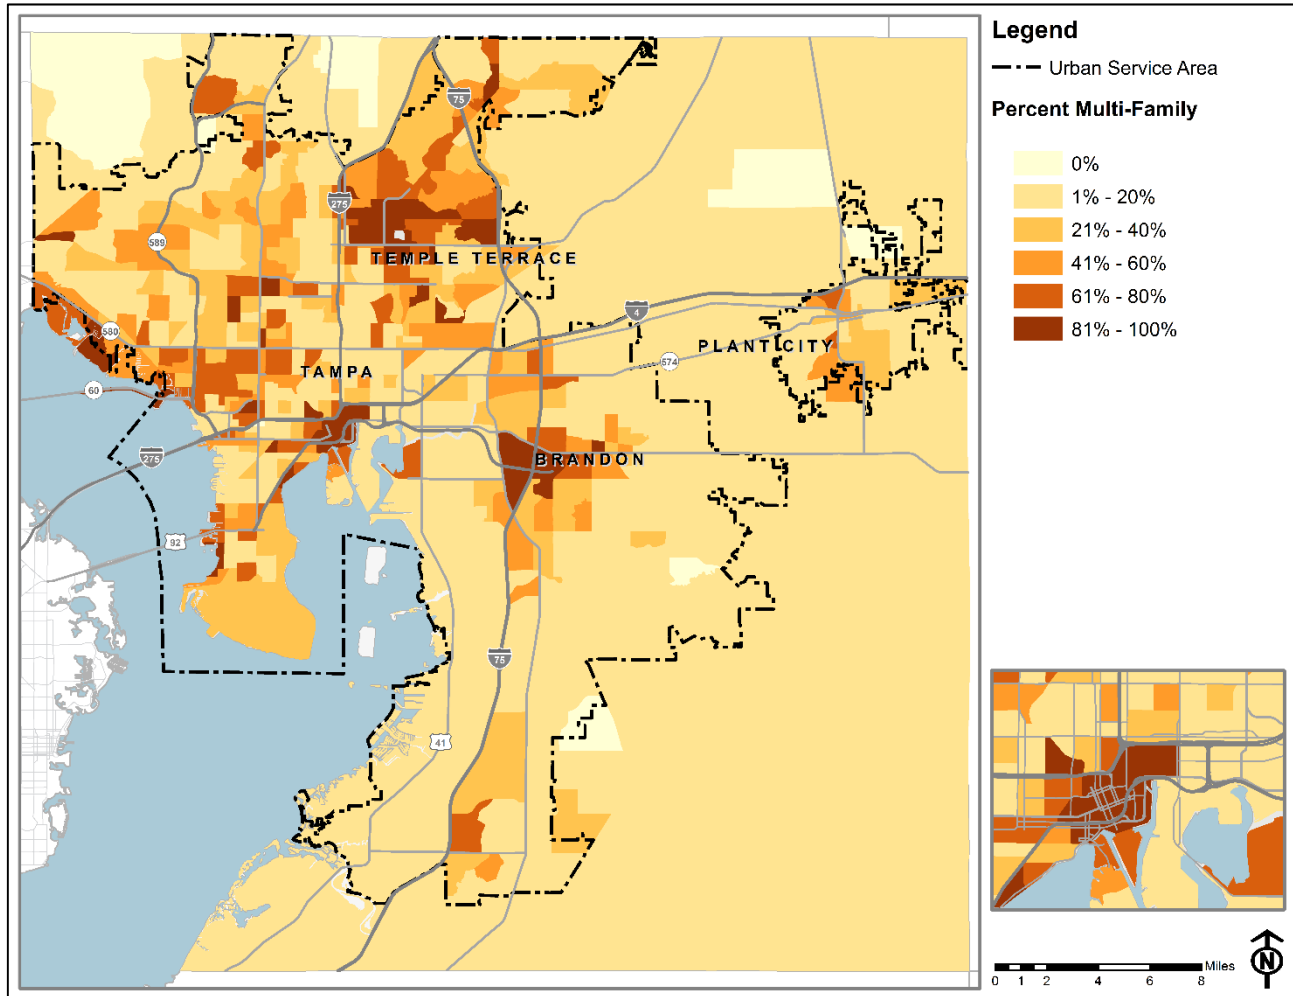 Legend
Urban Service Area
Percent Multi-Family
0%
1% - 20%
21% - 40%
41% - 60%
61% - 80%
81% - 100%
75
275
589
TEMPLE TERRACE
4
580
PLANT CITY
574
TAMPA
60
275
BRANDON
92
75
41
Miles
0 1 2 4 6 8
N